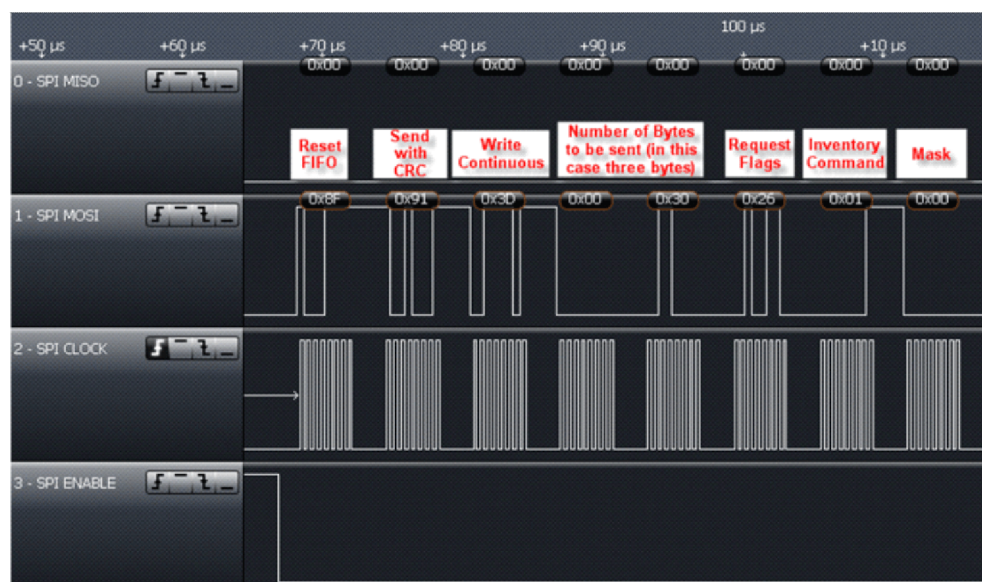 100 µs
+50 µs +60 µs +70 µs +80 µs +90 µs +10 µs
0x00 0x00 0x00 0x00 0x00 0x00 0x00 0x00
0 - SPI MISO
Reset
FIFO
Send
with
CRC
Write
Continuous
Number of Bytes
to be sent (in this
case three bytes)
Request
Flags
Inventory
Command
Mask
0x8F 0x91 0x3D 0x00 0x30 0x26 0x01 0x00
1 - SPI MOSI
2 - SPI CLOCK
3 - SPI ENABLE